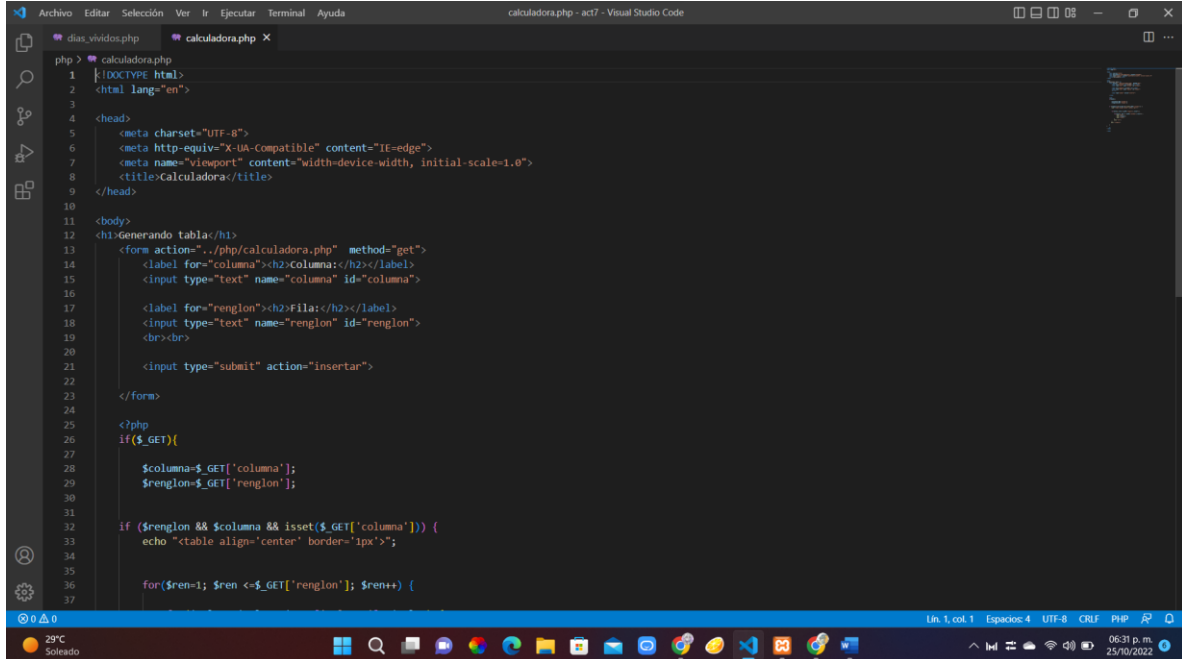 Archivo Editar Selección Ver Ir Ejecutar Terminal Ayuda calculadora.php - act7 - Visual Studio Code
dias_vividos.php calculadora.php
php > calculadora.php
1 <!DOCTYPE html>
2 <html lang="en">
3
4 <head>
5 <meta charset="UTF-8">
6 <meta http-equiv="X-UA-Compatible" content="IE=edge">
7 <meta name="viewport" content="width=device-width, initial-scale=1.0">
8 <title>Calculadora</title>
9 </head>
10
11 <body>
12 <h1>Generando tabla</h1>
13 <form action="../php/calculadora.php" method="get">
14 <label for="columna"><h2>Columna:</h2></label>
15 <input type="text" name="columna" id="columna">
16
17 <label for="renglon"><h2>Fila:</h2></label>
18 <input type="text" name="renglon" id="renglon">
19 <br><br>
20
21 <input type="submit" action="insertar">
22
23 </form>
24
25 <?php
26 if($_GET){
27
28 $columna=$_GET['columna'];
29 $renglon=$_GET['renglon'];
30
31
32 if ($renglon && $columna && isset($_GET['columna'])) {
33 echo "<table align='center' border='1px'>";
34
35
36 for($ren=1; $ren <=$_GET['renglon']; $ren++) {
37
0 0 Lín. 1, col. 1 Espacios: 4 UTF-8 CRLF PHP
29°C
Soleado
06:31 p. m.
25/10/2022 6